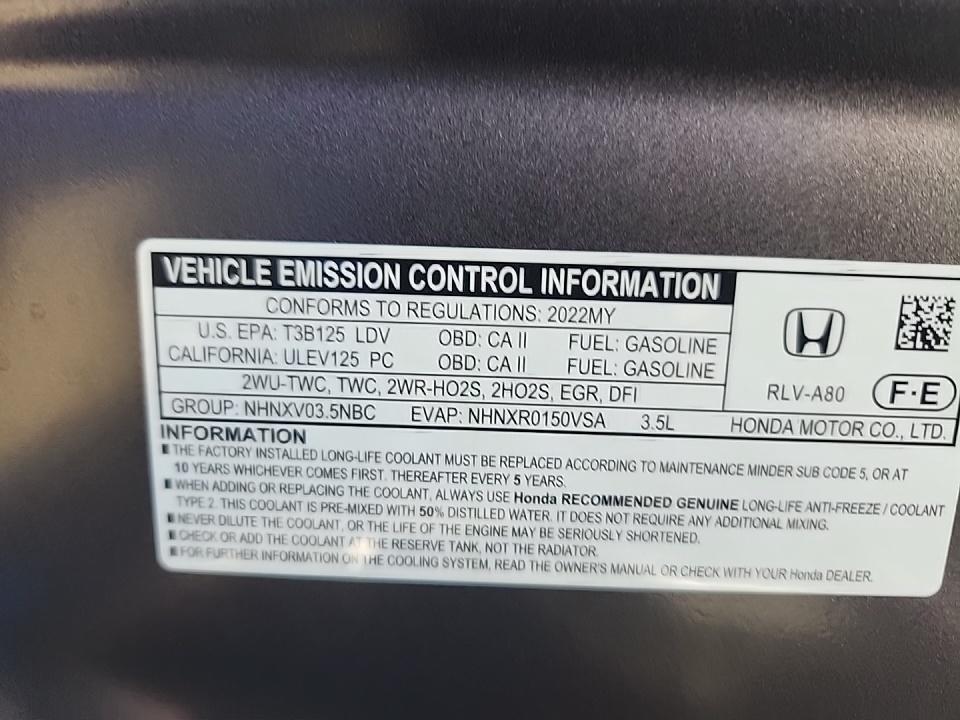 VEHICLE EMISSION CONTROL INFORMATION
CONFORMS TO REGULATIONS: 2022MY
U.S. EPA: T3B125 LDV OBD: CA II FUEL: GASOLINE
CALIFORNIA: ULEV125 PC OBD: CA II FUEL: GASOLINE
2WU-TWC, TWC, 2WR-HO2S, 2HO2S, EGR, DFI
GROUP: NHNXV03.5NBC EVAP: NHNXR0150VSA 3.5L
RLV-A80 F·E
HONDA MOTOR CO., LTD.
INFORMATION
THE FACTORY INSTALLED LONG-LIFE COOLANT MUST BE REPLACED ACCORDING TO MAINTENANCE MINDER SUB CODE 5, OR AT
10 YEARS WHICHEVER COMES FIRST. THEREAFTER EVERY 5 YEARS.
WHEN ADDING OR REPLACING THE COOLANT, ALWAYS USE Honda RECOMMENDED GENUINE LONG-LIFE ANTI-FREEZE / COOLANT
TYPE 2. THIS COOLANT IS PRE-MIXED WITH 50% DISTILLED WATER. IT DOES NOT REQUIRE ANY ADDITIONAL MIXING.
NEVER DILUTE THE COOLANT, OR THE LIFE OF THE ENGINE MAY BE SERIOUSLY SHORTENED.
CHECK OR ADD THE COOLANT AT THE RESERVE TANK, NOT THE RADIATOR.
FOR FURTHER INFORMATION ON THE COOLING SYSTEM, READ THE OWNER'S MANUAL OR CHECK WITH YOUR Honda DEALER.